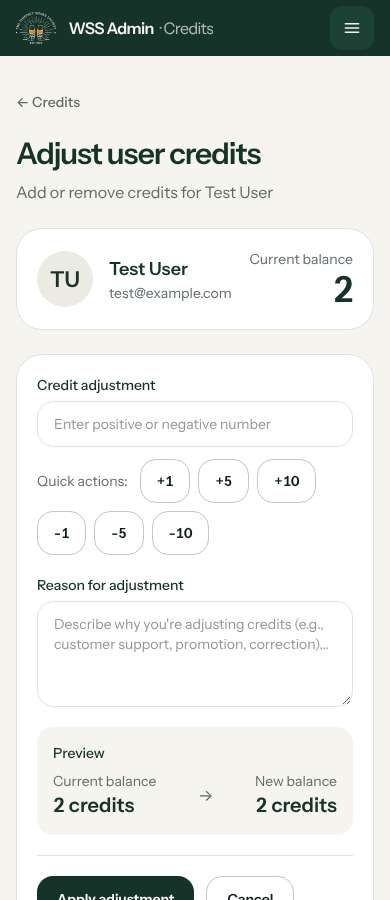 WSS Admin · Credits
← Credits
Adjust user credits
Add or remove credits for Test User
TU
Test User
test@example.com
Current balance
2
Credit adjustment
Enter positive or negative number
Quick actions:
+1
+5
+10
-1
-5
-10
Reason for adjustment
Describe why you're adjusting credits (e.g.,
customer support, promotion, correction)...
Preview
Current balance
2 credits
→
New balance
2 credits
Apply adjustment
Cancel